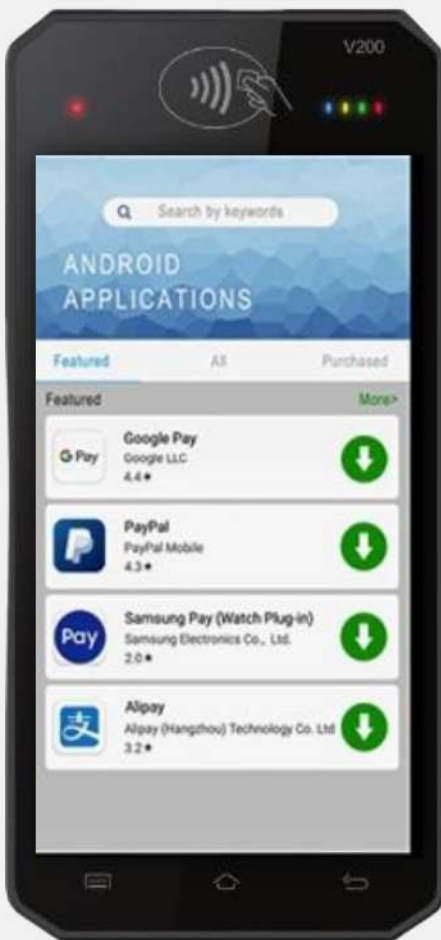 V200
Search by keywords
ANDROID
APPLICATIONS
Featured All Purchased
Featured More>
G Pay
Google Pay
Google LLC
4.4★
PayPal
PayPal Mobile
4.3★
Pay
Samsung Pay (Watch Plug-in)
Samsung Electronics Co., Ltd.
2.0★
支
Alipay
Alipay (Hangzhou) Technology Co. Ltd
3.2★